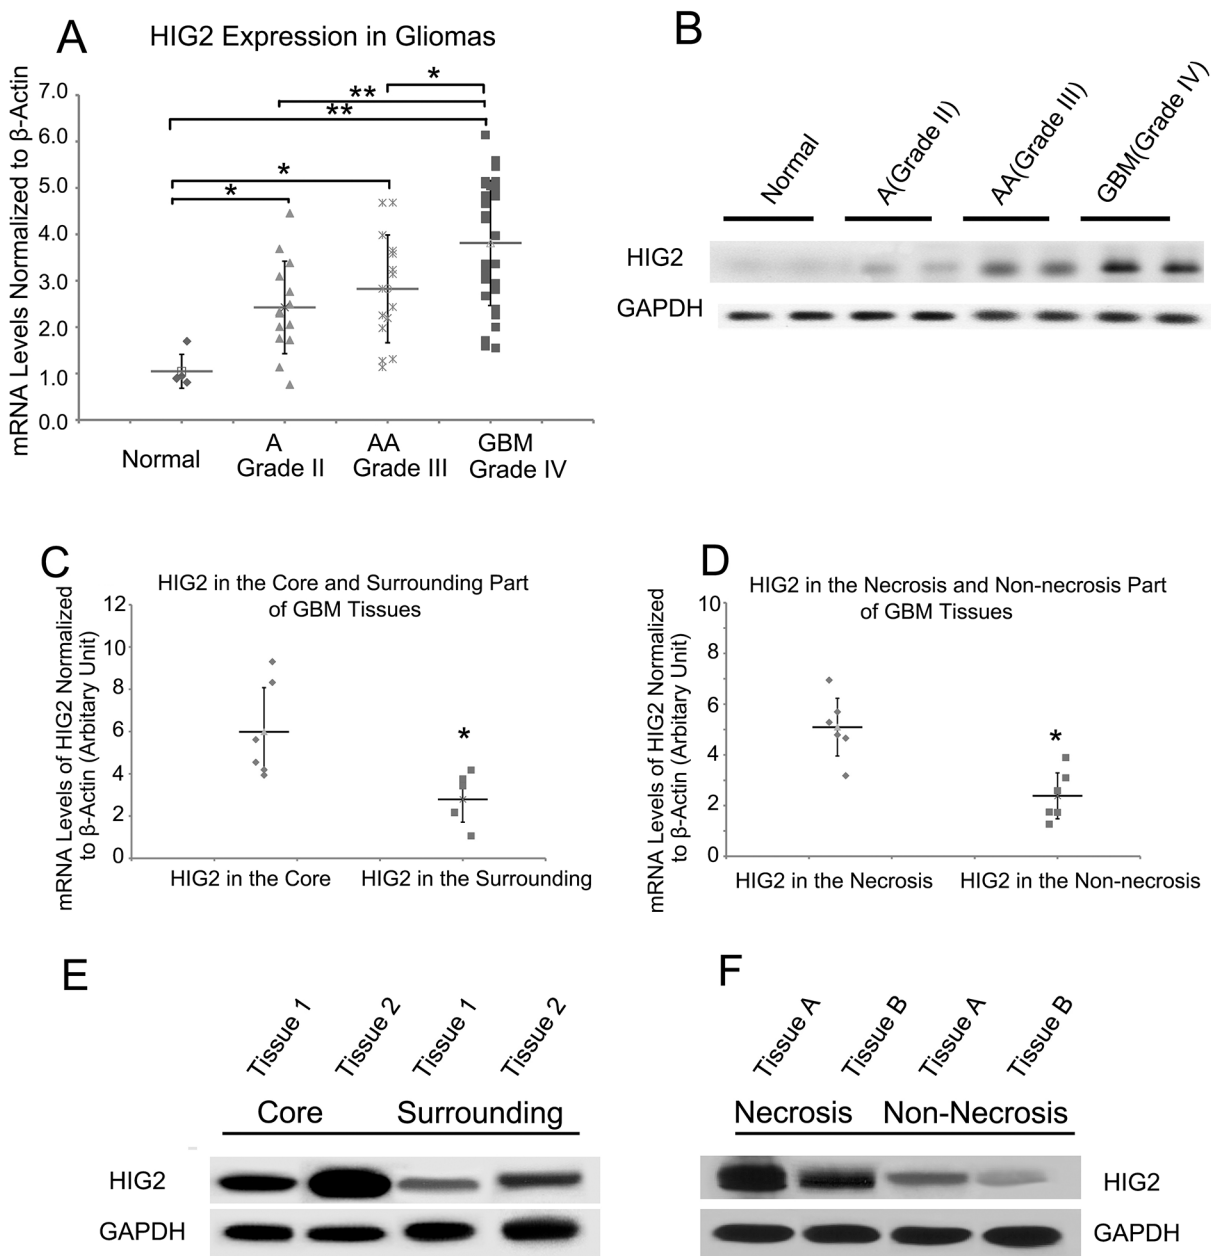 A
HIG2 Expression in Gliomas
mRNA Levels Normalized to β-Actin
7.0
6.0
5.0
4.0
3.0
2.0
1.0
0.0
*
**
**
*
*
Normal
A
Grade II
AA
Grade III
GBM
Grade IV
B
Normal
A(Grade II)
AA(Grade III)
GBM(Grade IV)
HIG2
GAPDH
C
HIG2 in the Core and Surrounding Part
of GBM Tissues
mRNA Levels of HIG2 Normalized
to β-Actin (Arbitary Unit)
12
10
8
6
4
2
0
*
HIG2 in the Core
HIG2 in the Surrounding
D
HIG2 in the Necrosis and Non-necrosis Part
of GBM Tissues
mRNA Levels of HIG2 Normalized
to β-Actin (Arbitary Unit)
10
8
6
4
2
0
*
HIG2 in the Necrosis
HIG2 in the Non-necrosis
E
Tissue 1
Tissue 2
Tissue 1
Tissue 2
Core
Surrounding
HIG2
GAPDH
F
Tissue A
Tissue B
Tissue A
Tissue B
Necrosis
Non-Necrosis
HIG2
GAPDH